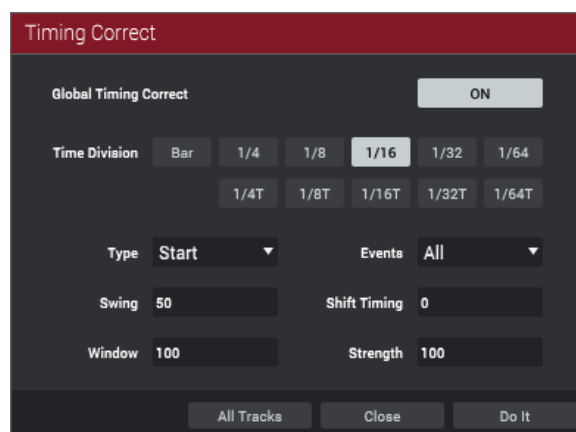 Timing Correct
Global Timing Correct ON
Time Division Bar 1/4 1/8 1/16 1/32 1/64
1/4T 1/8T 1/16T 1/32T 1/64T
Type Start Events All
Swing 50 Shift Timing 0
Window 100 Strength 100
All Tracks Close Do It